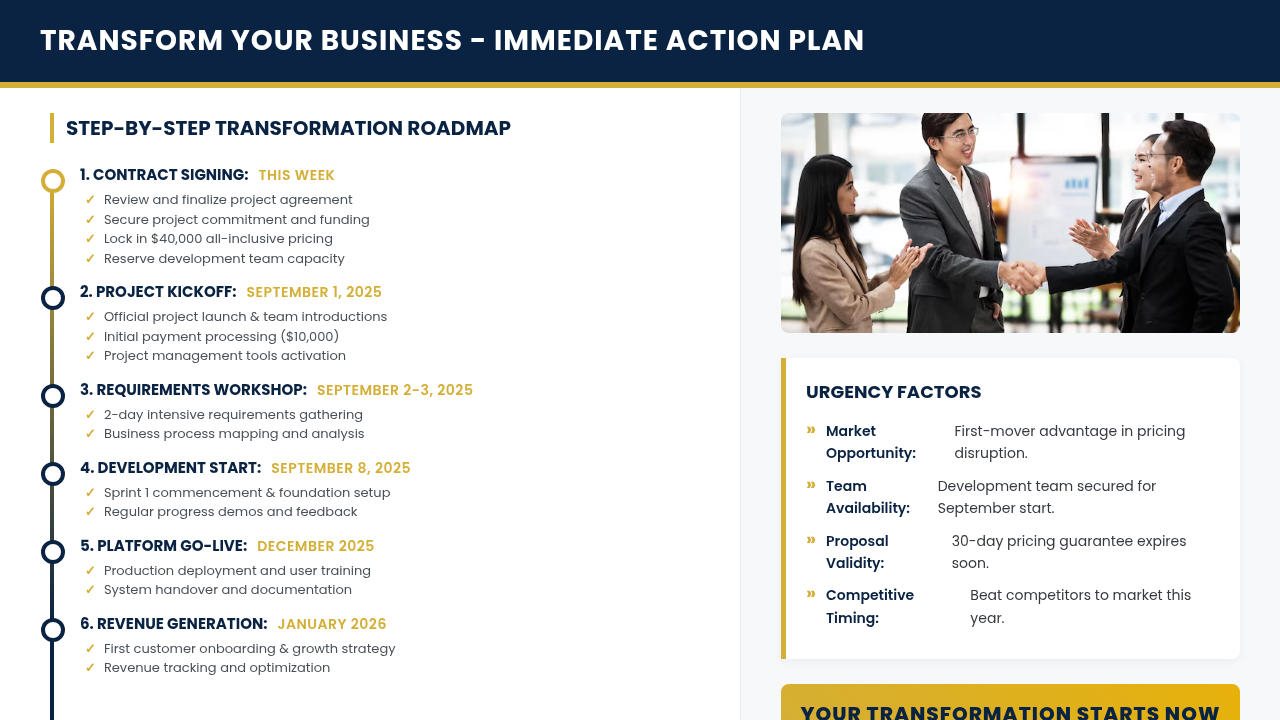 TRANSFORM YOUR BUSINESS - IMMEDIATE ACTION PLAN
STEP-BY-STEP TRANSFORMATION ROADMAP
1. CONTRACT SIGNING: THIS WEEK
✓ Review and finalize project agreement
✓ Secure project commitment and funding
✓ Lock in $40,000 all-inclusive pricing
✓ Reserve development team capacity
2. PROJECT KICKOFF: SEPTEMBER 1, 2025
✓ Official project launch & team introductions
✓ Initial payment processing ($10,000)
✓ Project management tools activation
3. REQUIREMENTS WORKSHOP: SEPTEMBER 2-3, 2025
✓ 2-day intensive requirements gathering
✓ Business process mapping and analysis
4. DEVELOPMENT START: SEPTEMBER 8, 2025
✓ Sprint 1 commencement & foundation setup
✓ Regular progress demos and feedback
5. PLATFORM GO-LIVE: DECEMBER 2025
✓ Production deployment and user training
✓ System handover and documentation
6. REVENUE GENERATION: JANUARY 2026
✓ First customer onboarding & growth strategy
✓ Revenue tracking and optimization
URGENCY FACTORS
» Market First-mover advantage in pricing
Opportunity: disruption.
» Team Development team secured for
Availability: September start.
» Proposal 30-day pricing guarantee expires
Validity: soon.
» Competitive Beat competitors to market this
Timing: year.
YOUR TRANSFORMATION STARTS NOW